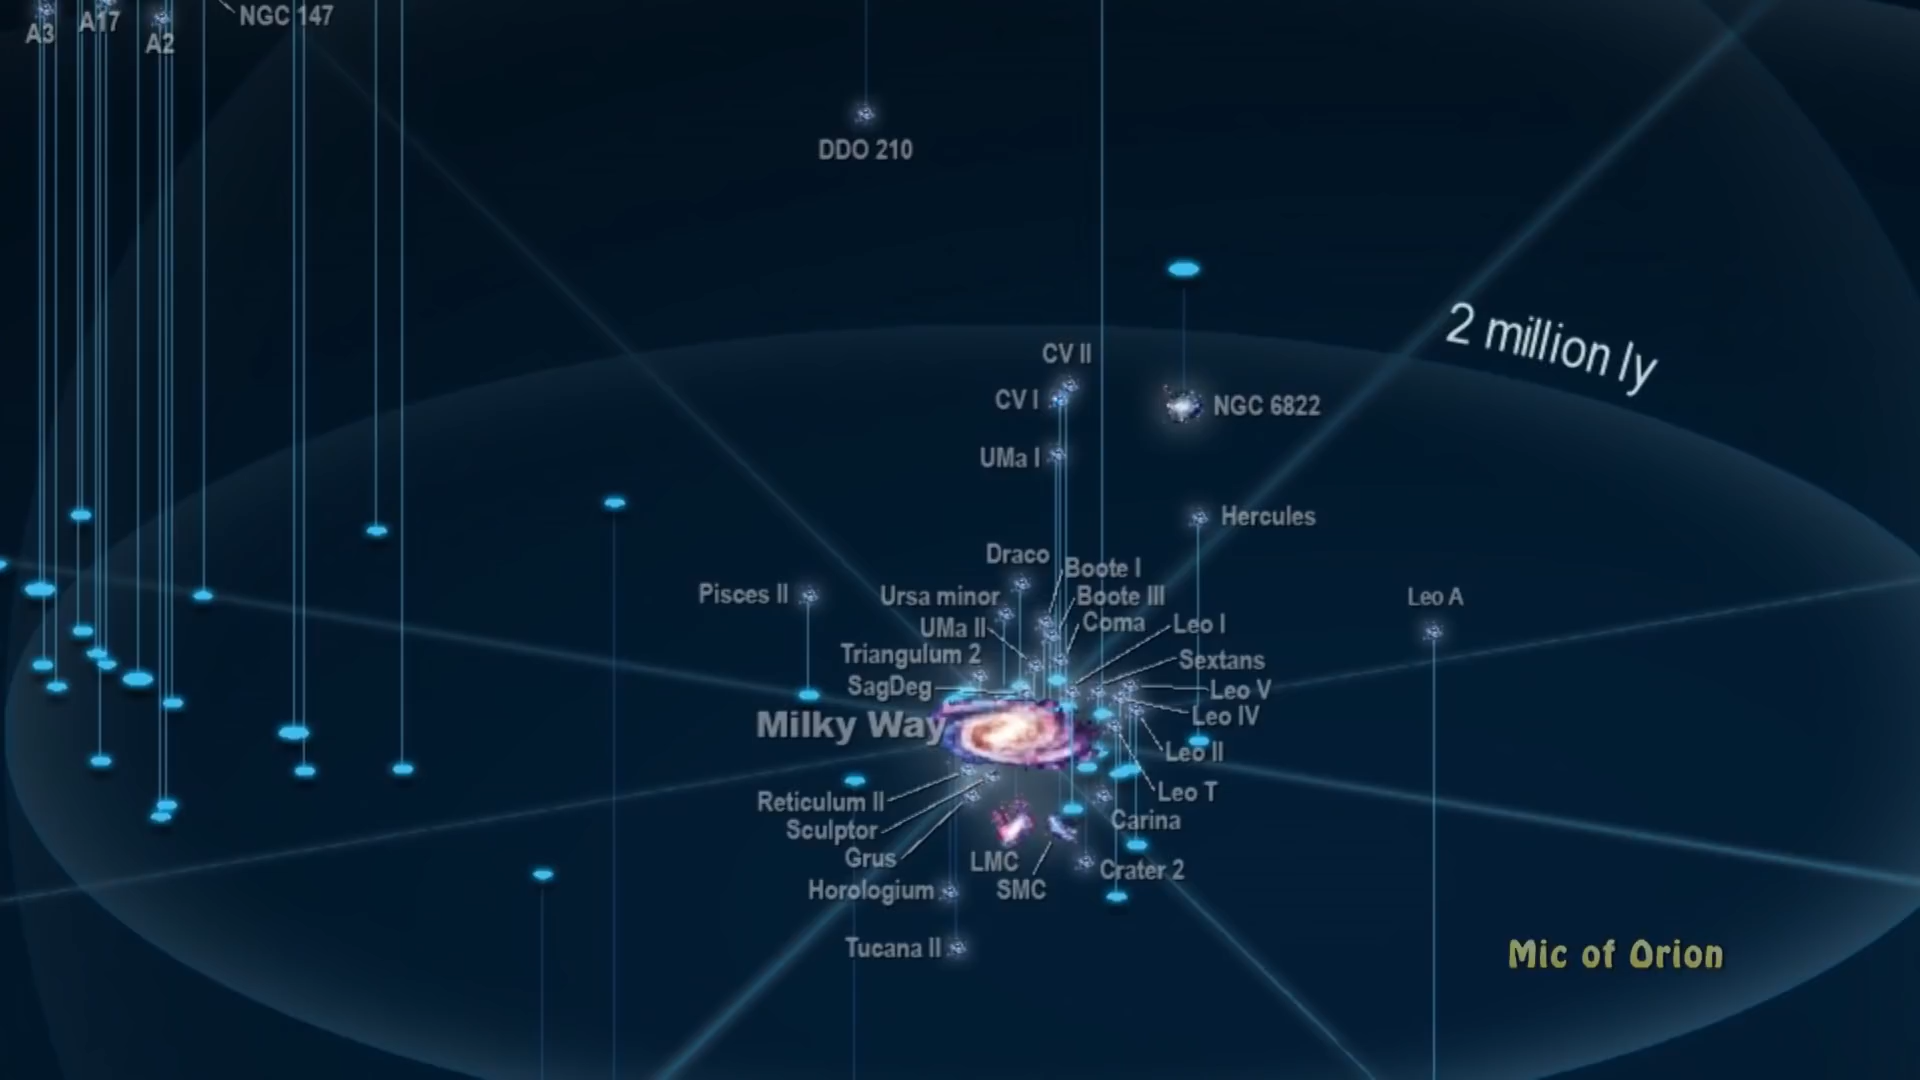 NGC 147
A17
A3
A2
DDO 210
2 million ly
CV II
CV I
NGC 6822
UMa I
Hercules
Draco
Boote I
Pisces II
Ursa minor
Boote III
Leo A
Coma
Leo I
UMa II
Triangulum 2
Sextans
SagDeg
Leo V
Leo IV
Milky Way
Leo II
Leo T
Reticulum II
Carina
Sculptor
Grus
LMC
Crater 2
Horologium
SMC
Tucana II
Mic of Orion